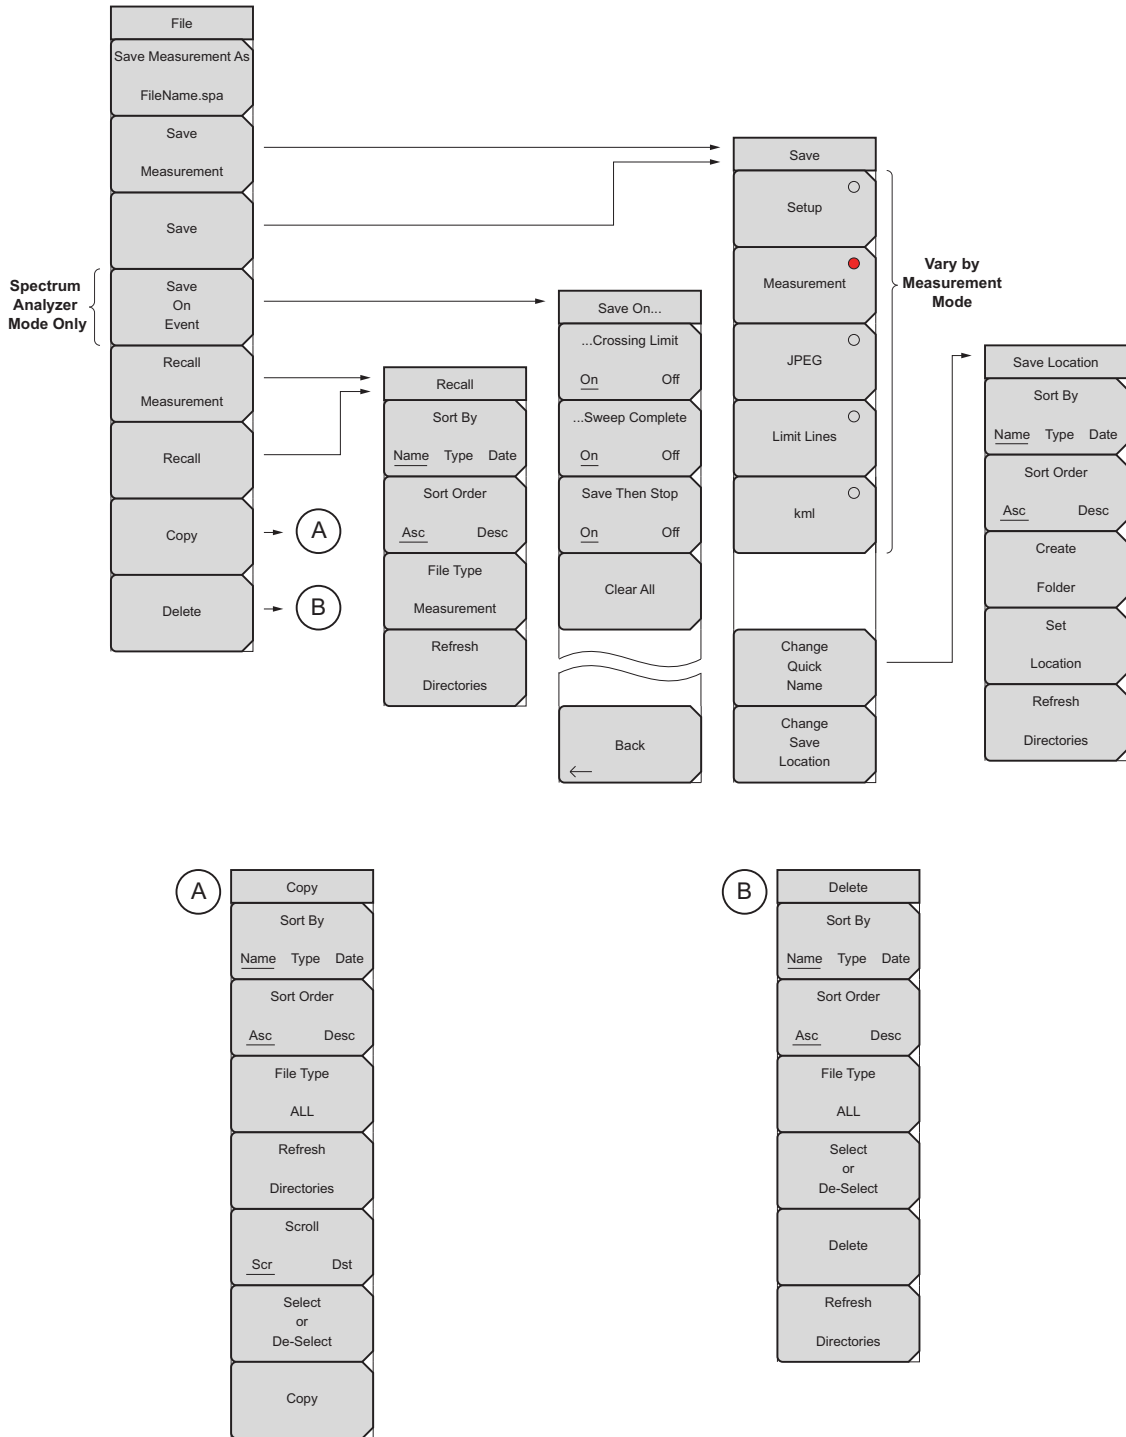 File
Save Measurement As
FileName.spa
Save
Measurement
Save
Spectrum
Analyzer
Mode Only
Save
On
Event
Recall
Measurement
Recall
Copy
A
Delete
B
Recall
Sort By
Name Type Date
Sort Order
Asc Desc
File Type
Measurement
Refresh
Directories
Save On...
...Crossing Limit
On Off
...Sweep Complete
On Off
Save Then Stop
On Off
Clear All
Back
Save
Setup
Measurement
JPEG
Limit Lines
kml
Vary by
Measurement
Mode
Change
Quick
Name
Change
Save
Location
Save Location
Sort By
Name Type Date
Sort Order
Asc Desc
Create
Folder
Set
Location
Refresh
Directories
A
Copy
Sort By
Name Type Date
Sort Order
Asc Desc
File Type
ALL
Refresh
Directories
Scroll
Scr Dst
Select
or
De-Select
Copy
B
Delete
Sort By
Name Type Date
Sort Order
Asc Desc
File Type
ALL
Select
or
De-Select
Delete
Refresh
Directories